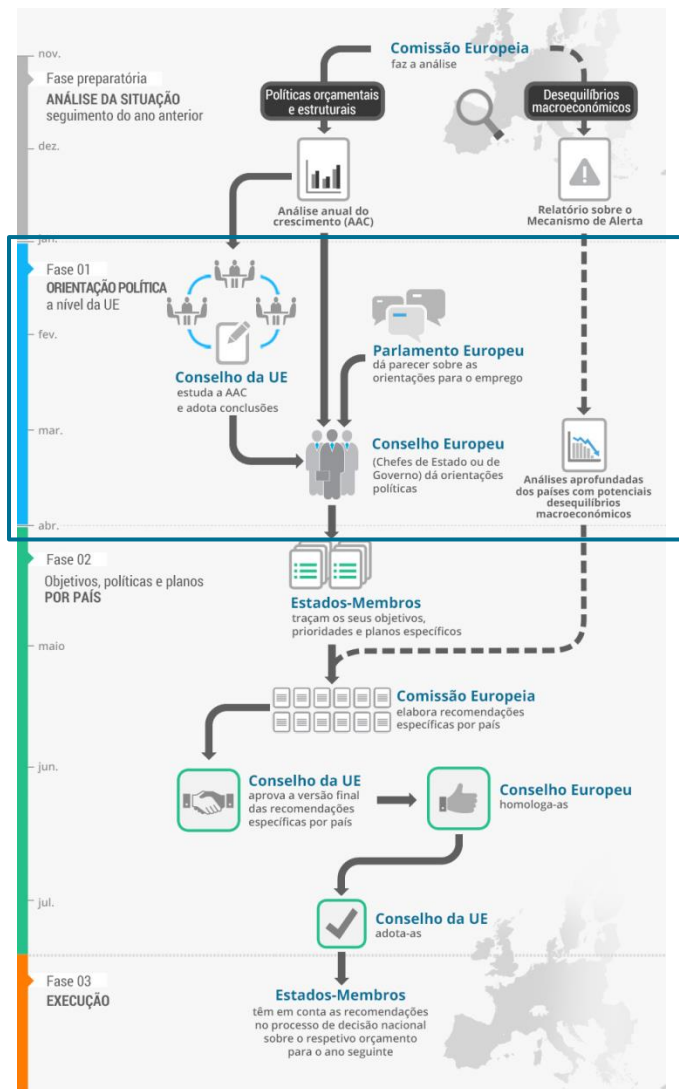 nov.
Comissão Europeia
faz a análise
Fase preparatória
ANÁLISE DA SITUAÇÃO
seguimento do ano anterior
Políticas orçamentais
e estruturais
Desequilíbrios
macroeconómicos
dez.
Análise anual do
crescimento (AAC)
Relatório sobre o
Mecanismo de Alerta
jan.
Fase 01
ORIENTAÇÃO POLÍTICA
a nível da UE
fev.
Conselho da UE
estuda a AAC
e adota conclusões
Parlamento Europeu
dá parecer sobre as
orientações para o emprego
mar.
Conselho Europeu
(Chefes de Estado ou de
Governo) dá orientações
políticas
Análises aprofundadas
dos países com potenciais
desequilíbrios
macroeconómicos
abr.
Fase 02
Objetivos, políticas e planos
POR PAÍS
Estados-Membros
traçam os seus objetivos,
prioridades e planos específicos
maio
Comissão Europeia
elabora recomendações
específicas por país
jun.
Conselho da UE
aprova a versão final
das recomendações
específicas por país
Conselho Europeu
homologa-as
jul.
Conselho da UE
adota-as
Fase 03
EXECUÇÃO
Estados-Membros
têm em conta as recomendações
no processo de decisão nacional
sobre o respetivo orçamento
para o ano seguinte